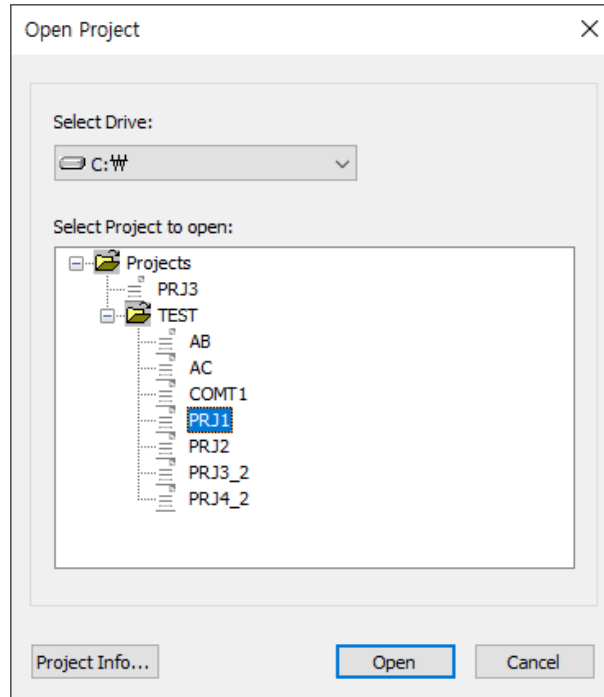 Open Project
Select Drive:
C:₩
Select Project to open:
Projects
PRJ3
TEST
AB
AC
COMT1
PRJ1
PRJ2
PRJ3_2
PRJ4_2
Project Info... Open Cancel